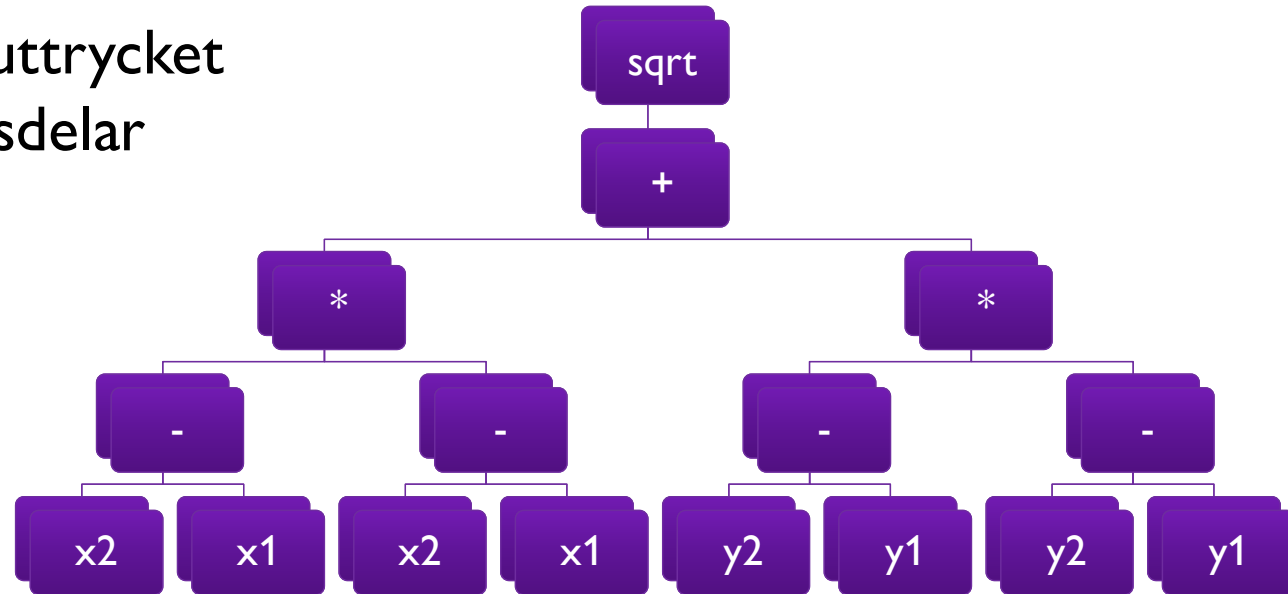 uttrycket
sdelar
sqrt
+
* *
- - - -
x2 x1 x2 x1 y2 y1 y2 y1